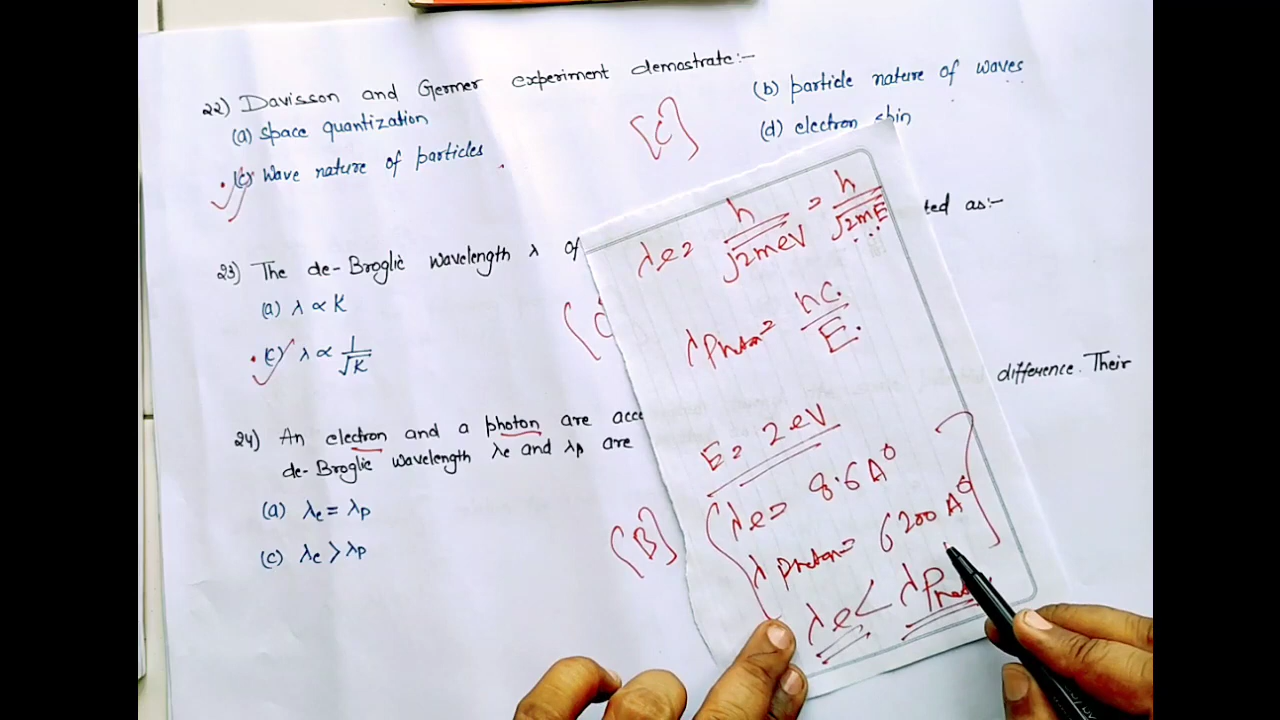 22) Davisson and Germer experiment demostrate:-
(a) space quantization
(b) particle nature of waves
(c) wave nature of particles
(d) electron spin
[C]
23) The de-Broglie wavelength λ of
ted as:-
(a) λ ∝ K
(c) λ ∝ 1/√K
[C
24) An electron and a photon are acce
difference. Their
de-Broglie wavelength λe and λp are
(a) λe = λp
(c) λe > λp
[B]
λe = h/√2meV = h/√2mE
λphoton = hc/E
E = 2eV
λe = 8.6 A°
λphoton = 6200 A°
λe <